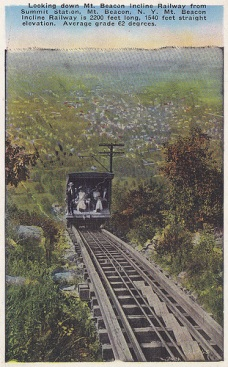 Looking down Mt. Beacon Incline Railway from
Summit Station, Mt. Beacon, N. Y. Mt. Beacon
Incline Railway is 2200 feet long, 1540 feet straight
elevation. Average grade 62 degrees.